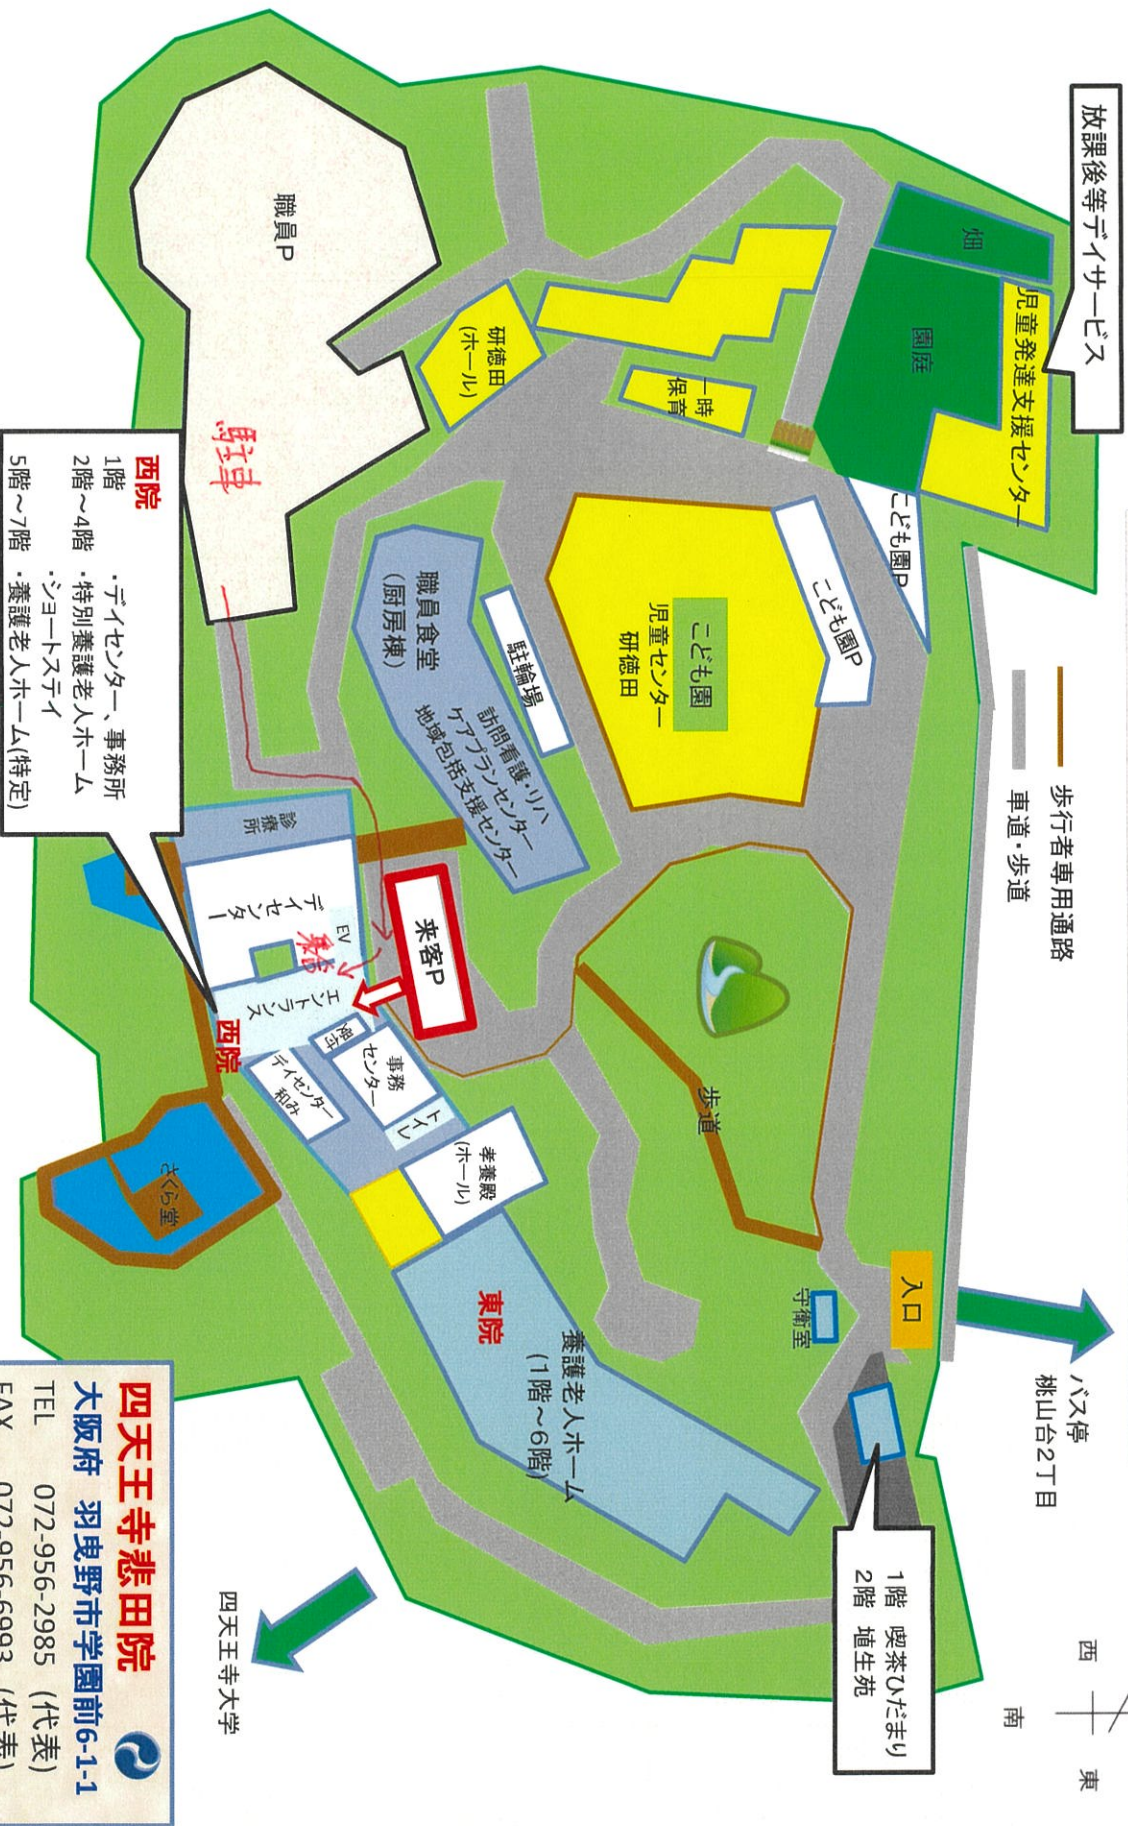 放課後等デイサービス
児童発達支援センター
畑
園庭
こども園P
こども園P
歩行者専用通路
車道・歩道
一時
保育
研徳田
(ホール)
職員P
駐車
こども園
児童センター
研徳田
駐輪場
職員食堂
(厨房棟)
訪問看護・リハ
ケアプランセンター
地域包括支援センター
西院
1階 ・デイセンター、事務所
2階～4階 ・特別養護老人ホーム
・ショートステイ
5階～7階 ・養護老人ホーム(特定)
診療所
デイセンター
EV
集合
エントランス
来客P
西院
受付
事務
センター
トイレ
デイセンター
和み
孝養殿
(ホール)
さくら堂
歩道
東院
養護老人ホーム
(1階～6階)
守衛室
入口
バス停
桃山台2丁目
1階 喫茶ひだまり
2階 埴生苑
西
東
南
四天王寺大学
四天王寺悲田院
大阪府 羽曳野市学園前6-1-1
TEL 072-956-2985 (代表)
FAX 072-956-6993 (代表)